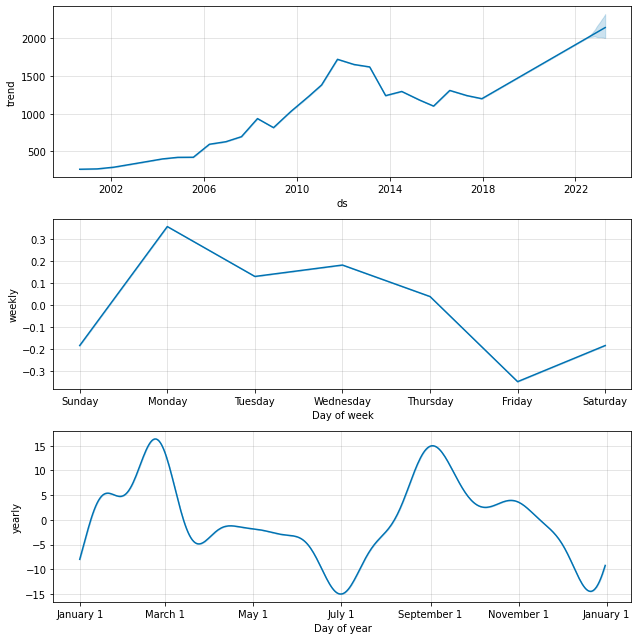 trend
2000
1500
1000
500
2002 2006 2010 2014 2018 2022
ds
weekly
0.3
0.2
0.1
0.0
−0.1
−0.2
−0.3
Sunday Monday Tuesday Wednesday Thursday Friday Saturday
Day of week
yearly
15
10
5
0
−5
−10
−15
January 1 March 1 May 1 July 1 September 1 November 1 January 1
Day of year